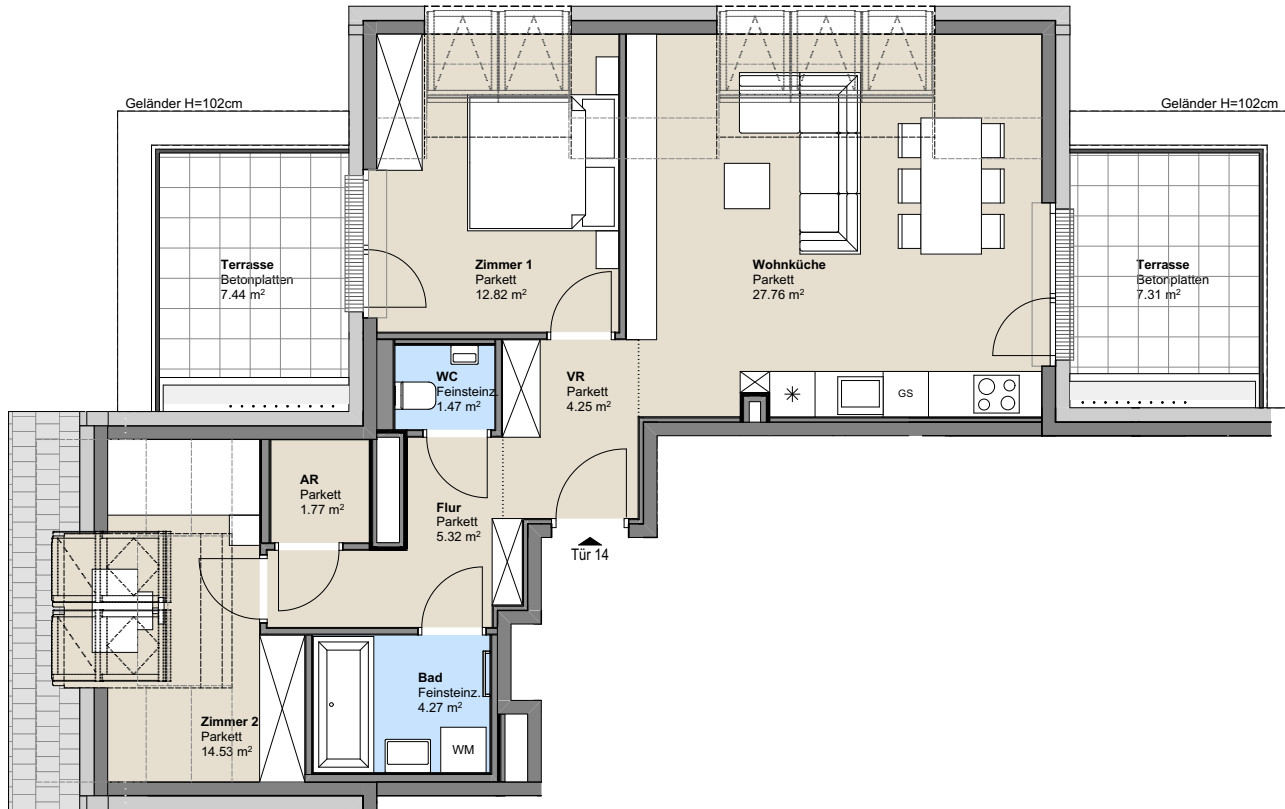 Geländer H=102cm
Geländer H=102cm
Terrasse
Betonplatten
7.44 m²
Zimmer 1
Parkett
12.82 m²
Wohnküche
Parkett
27.76 m²
Terrasse
Betonplatten
7.31 m²
WC
Feinsteinz.
1.47 m²
VR
Parkett
4.25 m²
GS
AR
Parkett
1.77 m²
Flur
Parkett
5.32 m²
Tür 14
Bad
Feinsteinz.
4.27 m²
Zimmer 2
Parkett
14.53 m²
WM